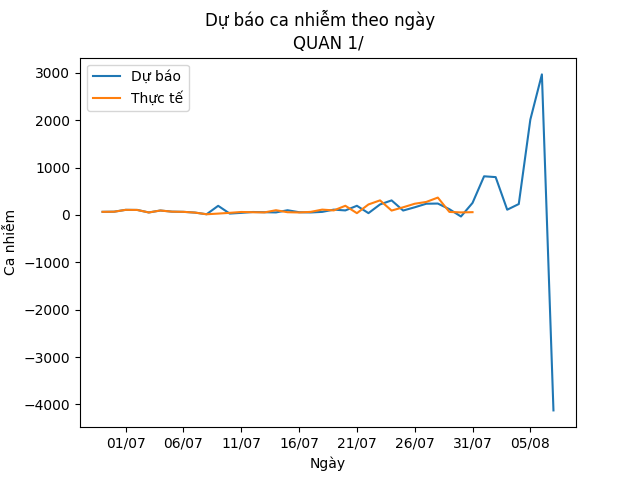 Dự báo ca nhiễm theo ngày
QUAN 1/
Dự báo
Thực tế
3000
2000
1000
0
−1000
−2000
−3000
−4000
Ca nhiễm
01/07 06/07 11/07 16/07 21/07 26/07 31/07 05/08
Ngày